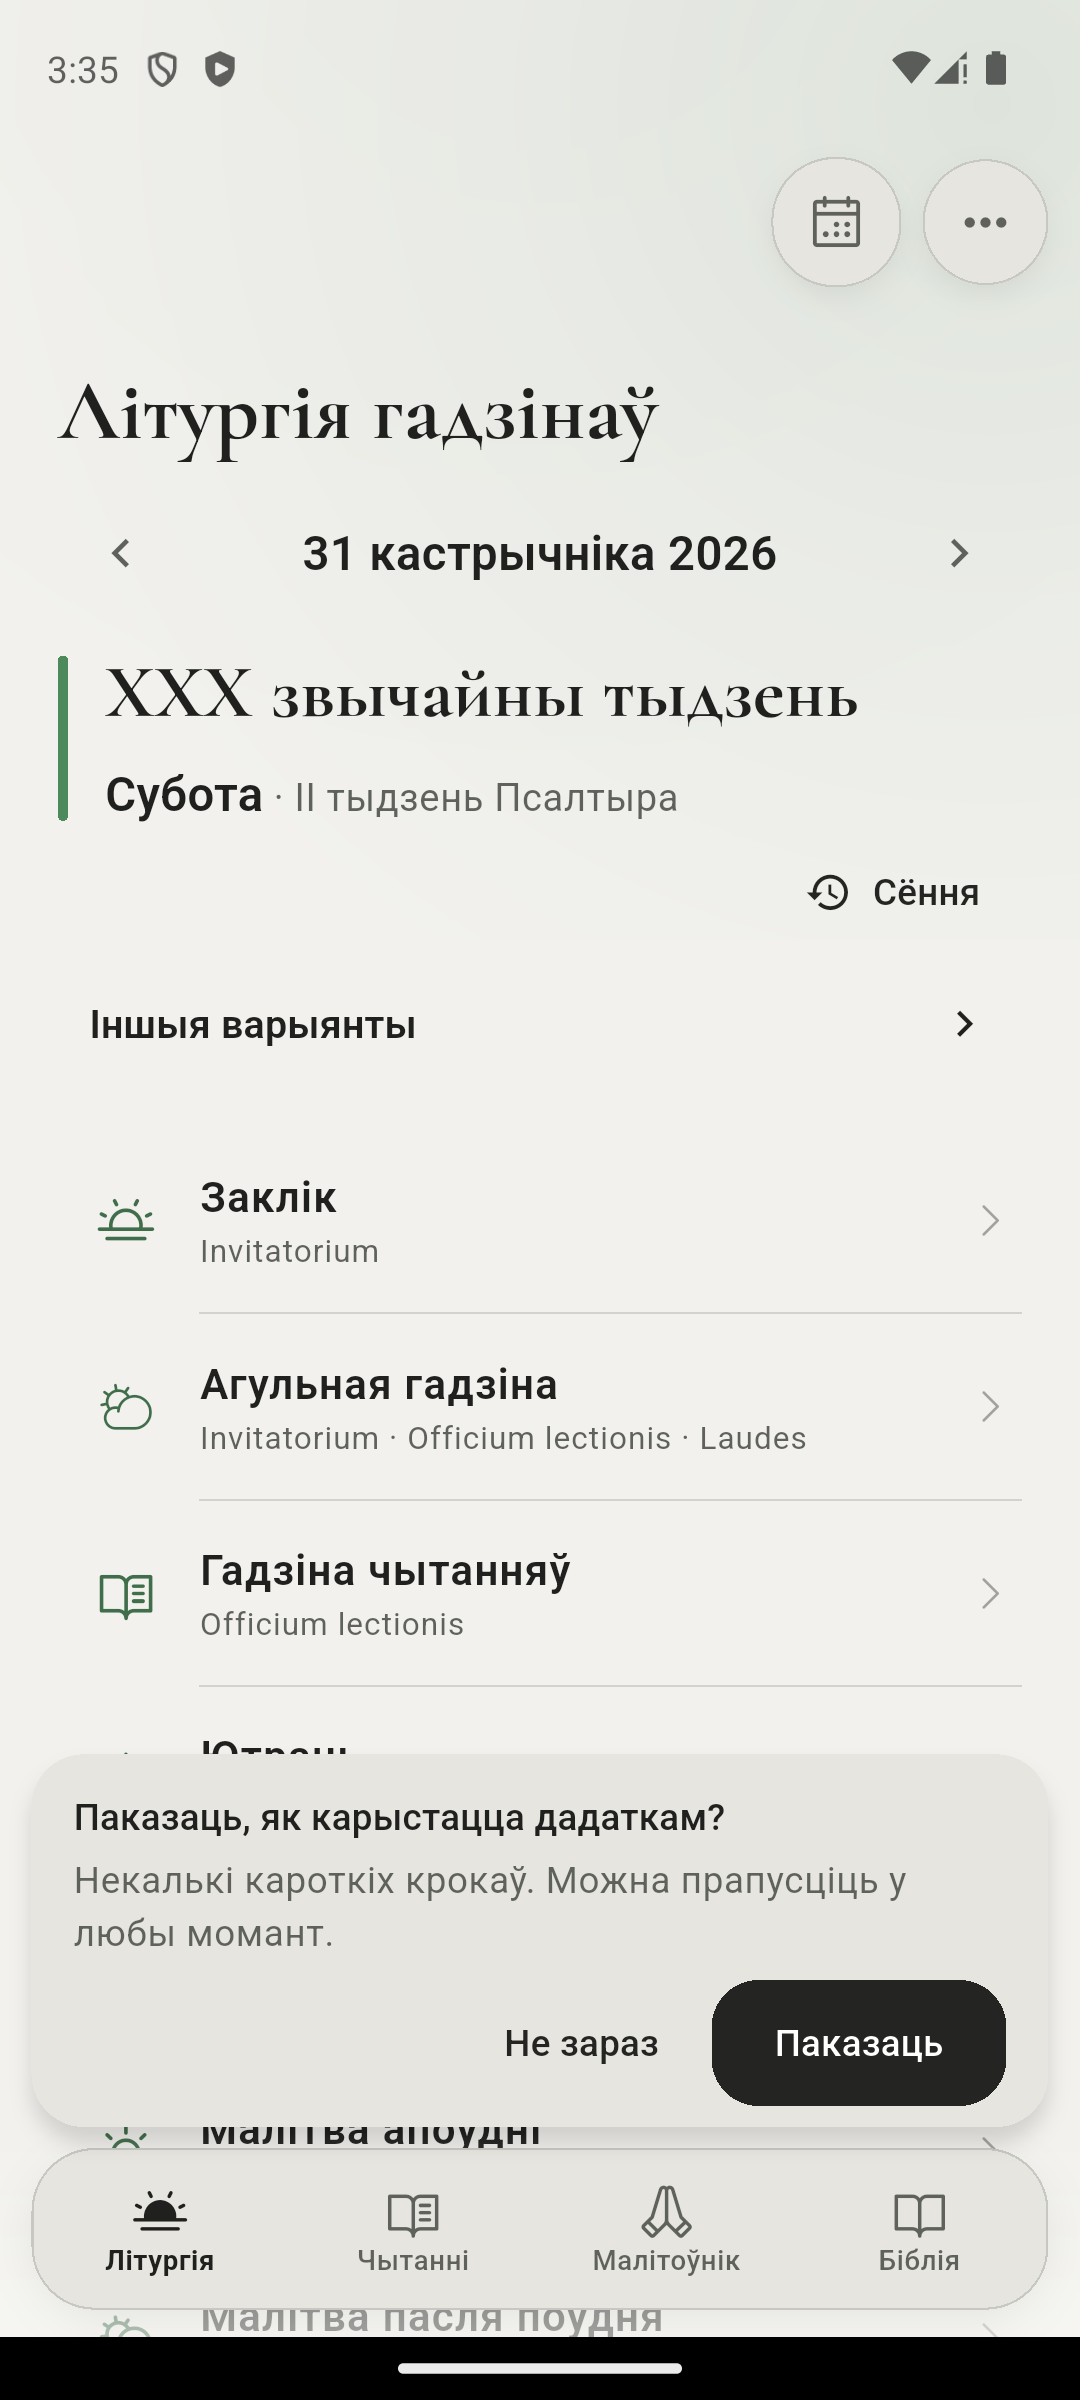 3:35
Літургія гадзінаў
31 кастрычніка 2026
XXX звычайны тыдзень
Субота · II тыдзень Псалтыра
Сёння
Іншыя варыянты
Заклік
Invitatorium
Агульная гадзіна
Invitatorium · Officium lectionis · Laudes
Гадзіна чытанняў
Officium lectionis
Паказаць, як карыстацца дадаткам?
Некалькі кароткіх крокаў. Можна прапусціць у
любы момант.
Не зараз
Паказаць
Малітва апоўдні
Літургія
Чытанні
Малітоўнік
Біблія
Малітва пасля поўдня